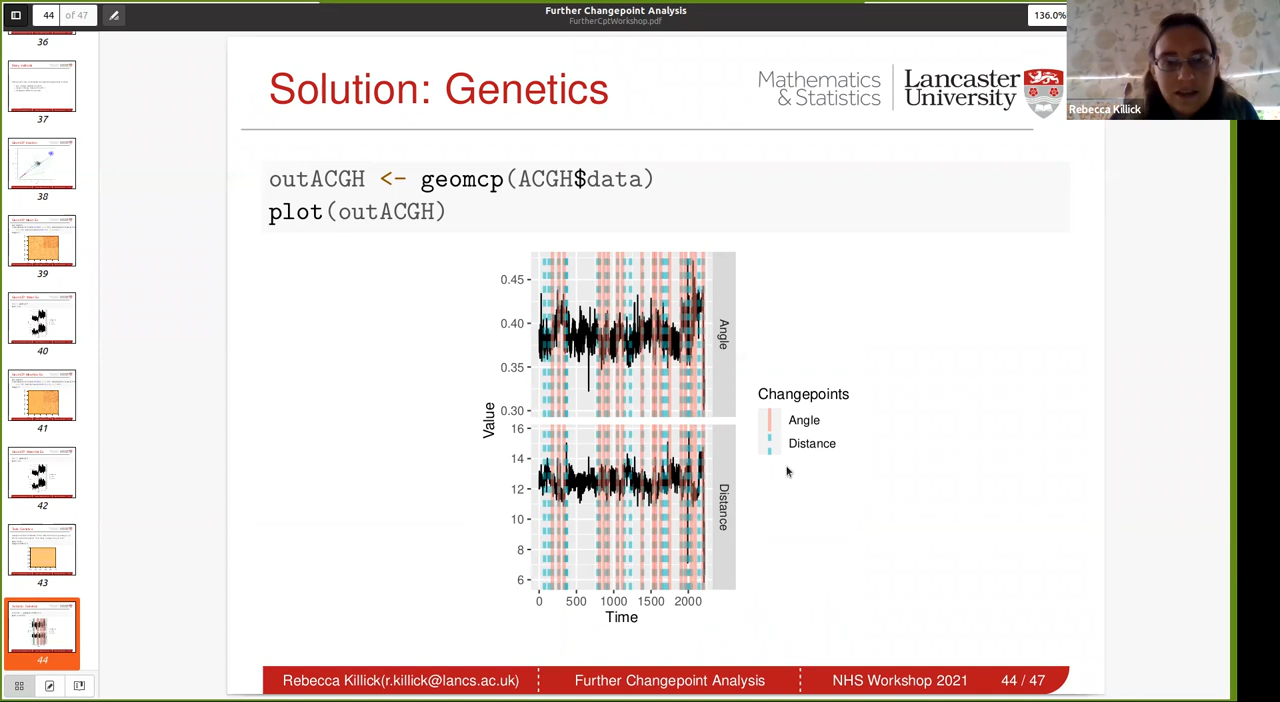 44 of 47
Further Changepoint Analysis
FurtherCptWorkshop.pdf
136.0%
Rebecca Killick
36
37
38
39
40
41
42
43
44
Solution: Genetics
Mathematics
& Statistics
Lancaster
University
outACGH <- geomcp(ACGH$data)
plot(outACGH)
0.45
0.40
0.35
0.30
Angle
Value
16
14
12
10
8
6
Distance
0 500 1000 1500 2000
Time
Changepoints
Angle
Distance
Rebecca Killick(r.killick@lancs.ac.uk) Further Changepoint Analysis NHS Workshop 2021 44 / 47